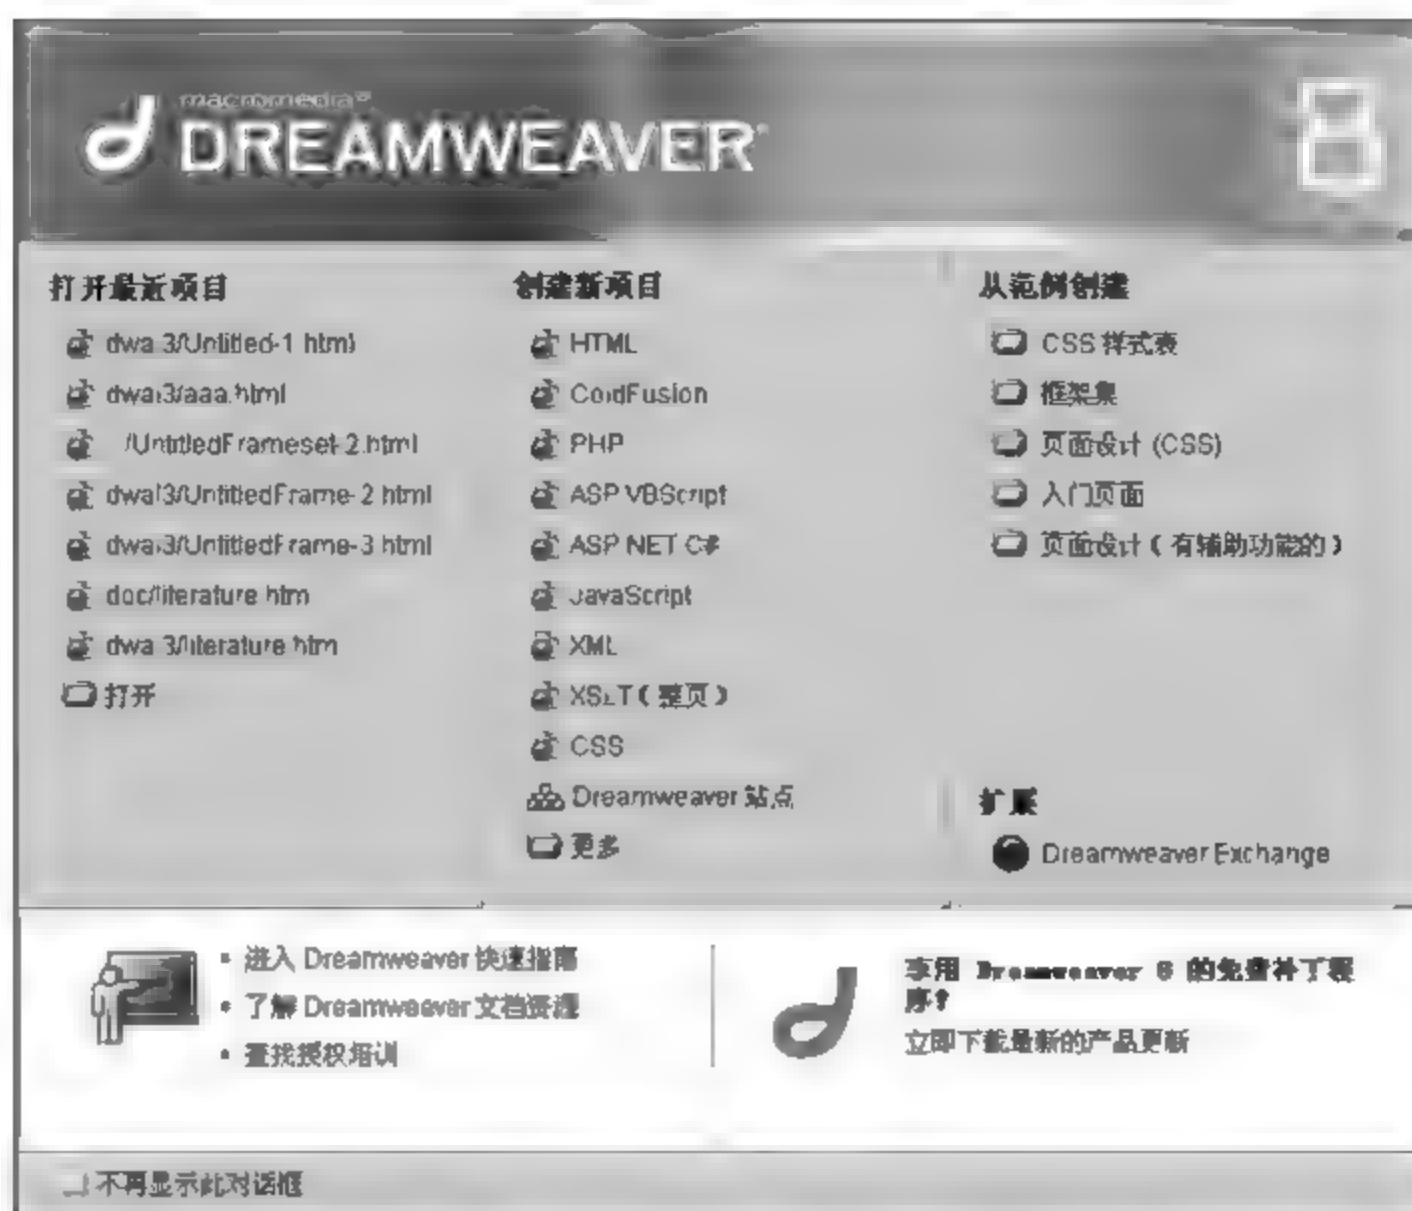 macromedia™
DREAMWEAVER
打开最近项目
dwai3/Untitled-1.html
dwai3/aaa.html
/UntitledFrameset-2.html
dwai3/UntitledFrame-2.html
dwai3/UntitledFrame-3.html
doc/literature.htm
dwai3/literature.htm
打开
创建新项目
HTML
ColdFusion
PHP
ASP VBScript
ASP NET C#
JavaScript
XML
XSLT（整页）
CSS
Dreamweaver 站点
更多
从范例创建
CSS 样式表
框架集
页面设计 (CSS)
入门页面
页面设计（有辅助功能的）
扩展
Dreamweaver Exchange
• 进入 Dreamweaver 快速指南
• 了解 Dreamweaver 文档资源
• 查找授权培训
享用 Dreamweaver 8 的免费补丁程
序!
立即下载最新的产品更新
不再显示此对话框